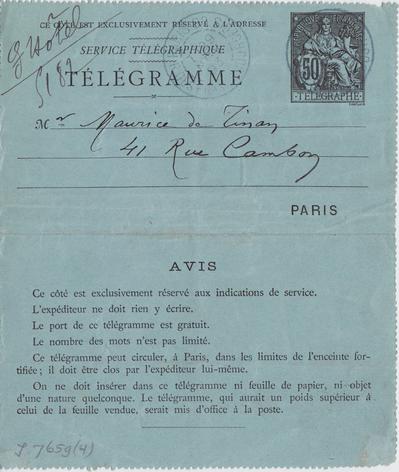 CE CÔTÉ EST EXCLUSIVEMENT RÉSERVÉ A L'ADRESSE
SERVICE TÉLÉGRAPHIQUE
TÉLÉGRAMME
RÉPUBLIQUE FRANÇAISE
50
TÉLÉGRAPHE
Mr Maurice de Tinan
41 Rue Cambon
PARIS
AVIS
Ce côté est exclusivement réservé aux indications de service.
L'expéditeur ne doit rien y écrire.
Le port de ce télégramme est gratuit.
Le nombre des mots n'est pas limité.
Ce télégramme peut circuler, à Paris, dans les limites de l'enceinte for-
tifiée; il doit être clos par l'expéditeur lui-même.
On ne doit insérer dans ce télégramme ni feuille de papier, ni objet
d'une nature quelconque. Le télégramme, qui aurait un poids supérieur à
celui de la feuille vendue, serait mis d'office à la poste.